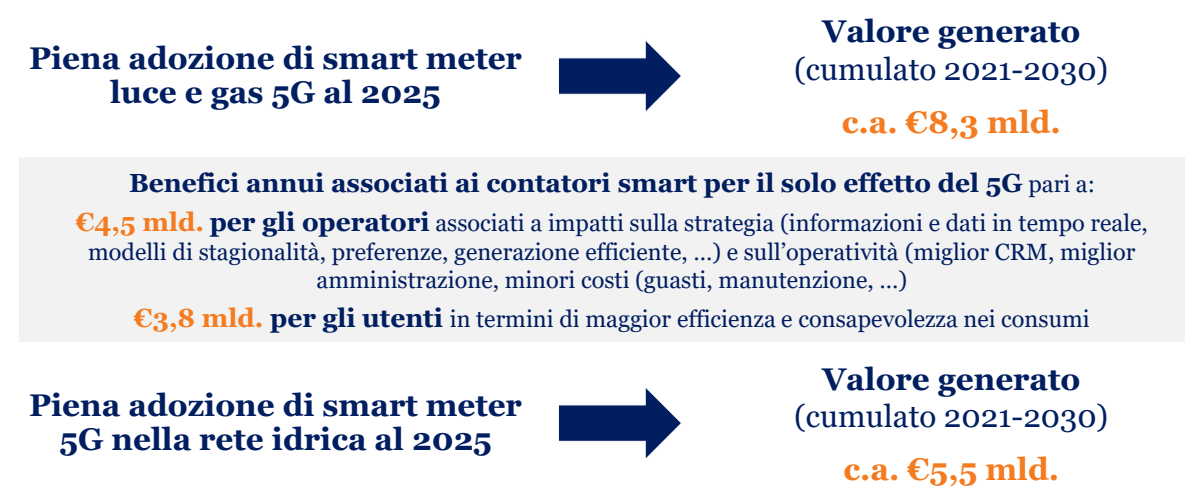 Piena adozione di smart meter
luce e gas 5G al 2025
Valore generato
(cumulato 2021-2030)
c.a. €8,3 mld.
Benefici annui associati ai contatori smart per il solo effetto del 5G pari a:
€4,5 mld. per gli operatori associati a impatti sulla strategia (informazioni e dati in tempo reale,
modelli di stagionalità, preferenze, generazione efficiente, …) e sull’operatività (miglior CRM, miglior
amministrazione, minori costi (guasti, manutenzione, …)
€3,8 mld. per gli utenti in termini di maggior efficienza e consapevolezza nei consumi
Piena adozione di smart meter
5G nella rete idrica al 2025
Valore generato
(cumulato 2021-2030)
c.a. €5,5 mld.